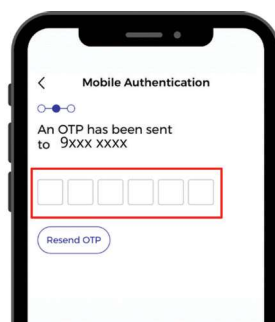 Mobile Authentication
An OTP has been sent
to 9xxx xxxx
Resend OTP